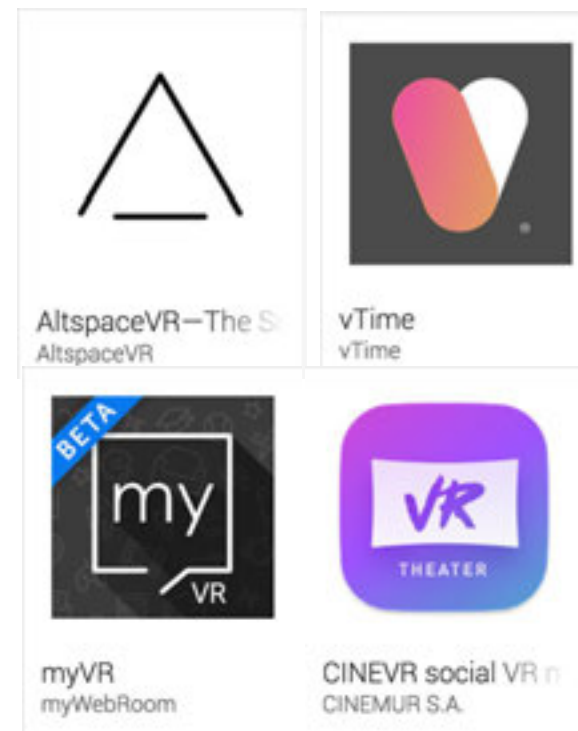 AltspaceVR—The S
AltspaceVR
vTime
vTime
BETA
my
VR
myVR
myWebRoom
VR
THEATER
CINEVR social VR
CINEMUR S.A.